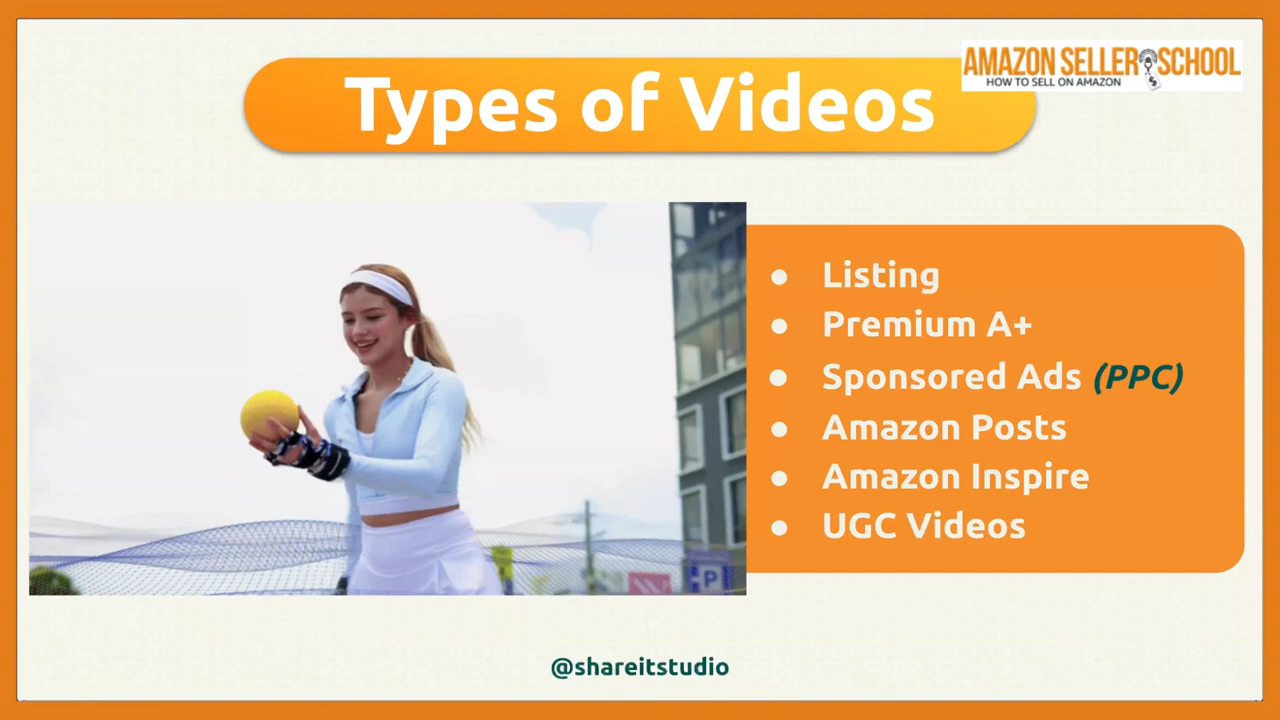 Types of Videos
AMAZON SELLER SCHOOL
HOW TO SELL ON AMAZON
● Listing
● Premium A+
● Sponsored Ads (PPC)
● Amazon Posts
● Amazon Inspire
● UGC Videos
P
@shareitstudio